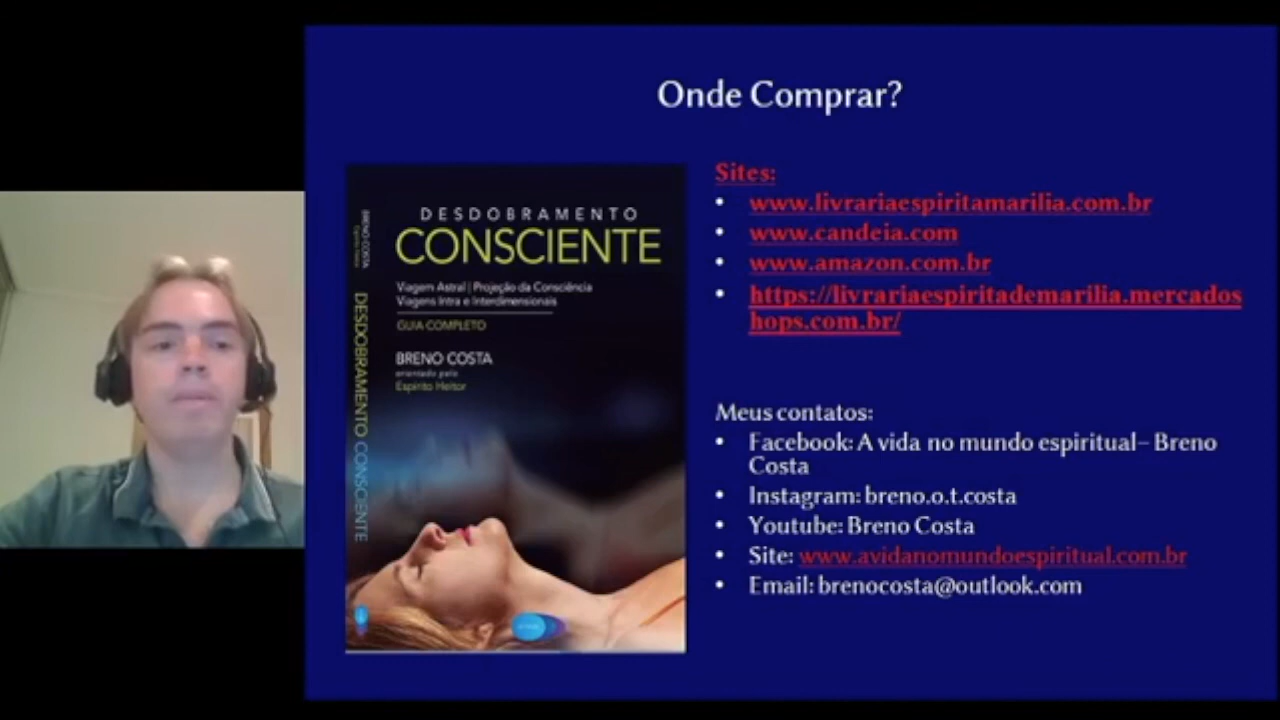 Onde Comprar?
DESDOBRAMENTO
CONSCIENTE
Viagem Astral | Projeção da Consciência
Viagens Intra e Interdimensionais
GUIA COMPLETO
BRENO COSTA
orientado pelo
Espírito Heitor
BRENO COSTA
Espírito Heitor
DESDOBRAMENTO CONSCIENTE
Sites:
• www.livrariaespiritamarilia.com.br
• www.candeia.com
• www.amazon.com.br
• https://livrariaespiritademarilia.mercados
hops.com.br/
Meus contatos:
• Facebook: A vida no mundo espiritual– Breno
Costa
• Instagram: breno.o.t.costa
• Youtube: Breno Costa
• Site: www.avidanomundoespiritual.com.br
• Email: brenocosta@outlook.com